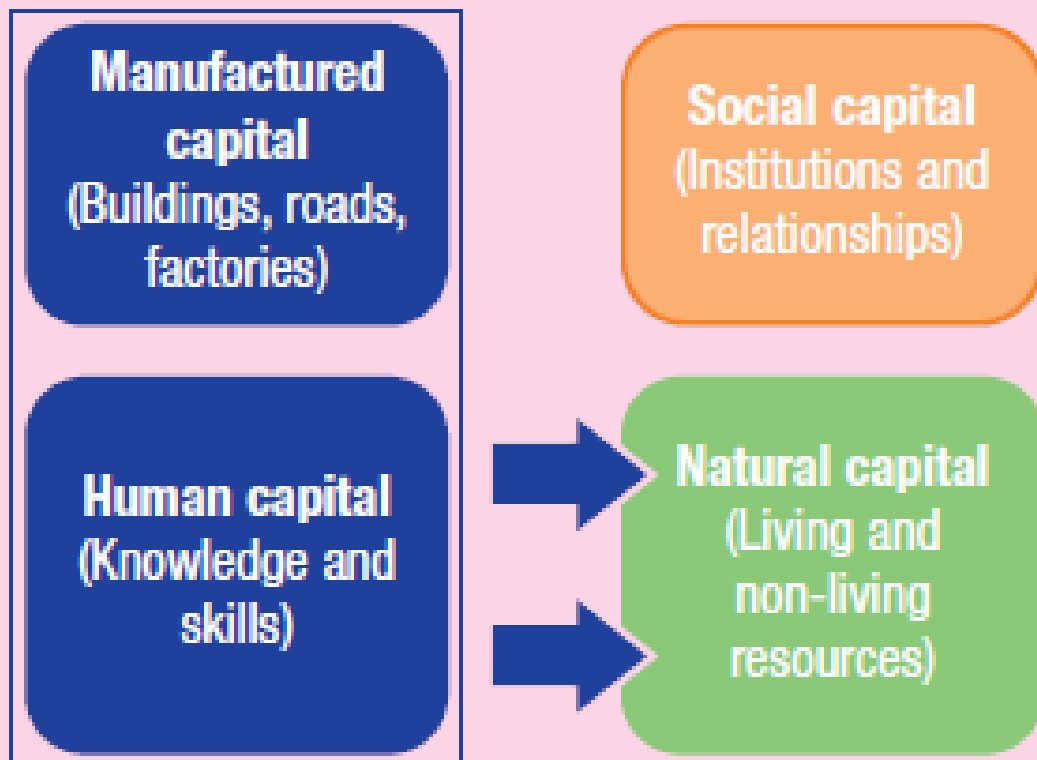 Manufactured
capital
(Buildings, roads,
factories)
Social capital
(Institutions and
relationships)
Human capital
(Knowledge and
skills)
Natural capital
(Living and
non-living
resources)